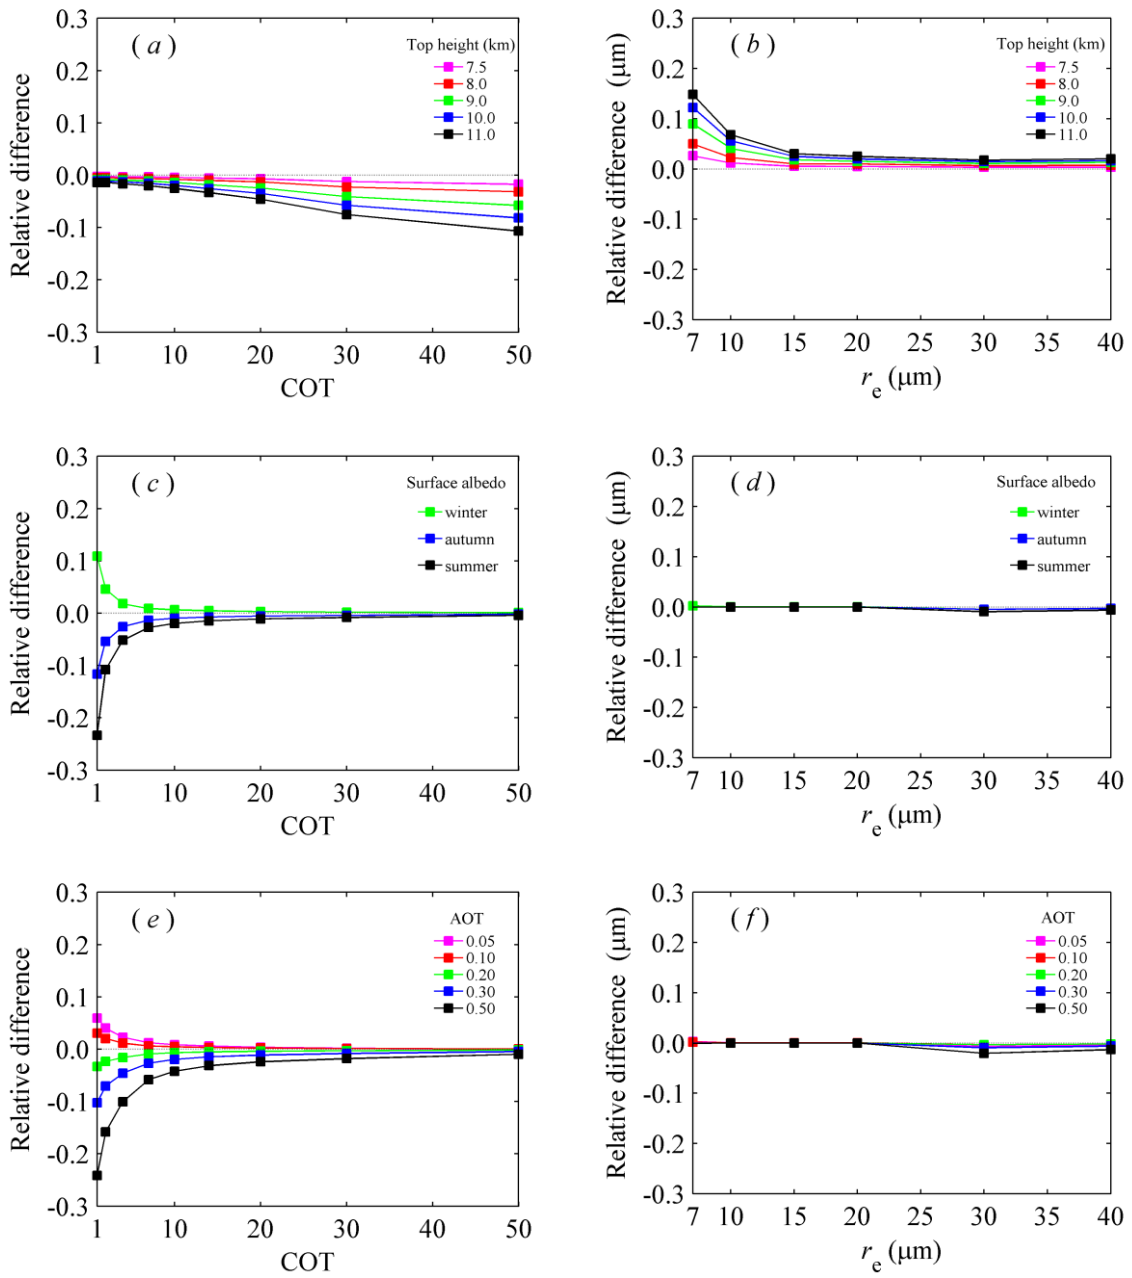 0.3
0.2
0.1
0.0
-0.1
-0.2
-0.3
Relative difference
( a )
Top height (km)
7.5
8.0
9.0
10.0
11.0
1 10 20 30 40 50
COT
0.3
0.2
0.1
0.0
-0.1
-0.2
-0.3
Relative difference (μm)
( b )
Top height (km)
7.5
8.0
9.0
10.0
11.0
7 10 15 20 25 30 35 40
re (μm)
0.3
0.2
0.1
0.0
-0.1
-0.2
-0.3
Relative difference
( c )
Surface albedo
winter
autumn
summer
1 10 20 30 40 50
COT
0.3
0.2
0.1
0.0
-0.1
-0.2
-0.3
Relative difference (μm)
( d )
Surface albedo
winter
autumn
summer
7 10 15 20 25 30 35 40
re (μm)
0.3
0.2
0.1
0.0
-0.1
-0.2
-0.3
Relative difference
( e )
AOT
0.05
0.10
0.20
0.30
0.50
1 10 20 30 40 50
COT
0.3
0.2
0.1
0.0
-0.1
-0.2
-0.3
Relative difference (μm)
( f )
AOT
0.05
0.10
0.20
0.30
0.50
7 10 15 20 25 30 35 40
re (μm)